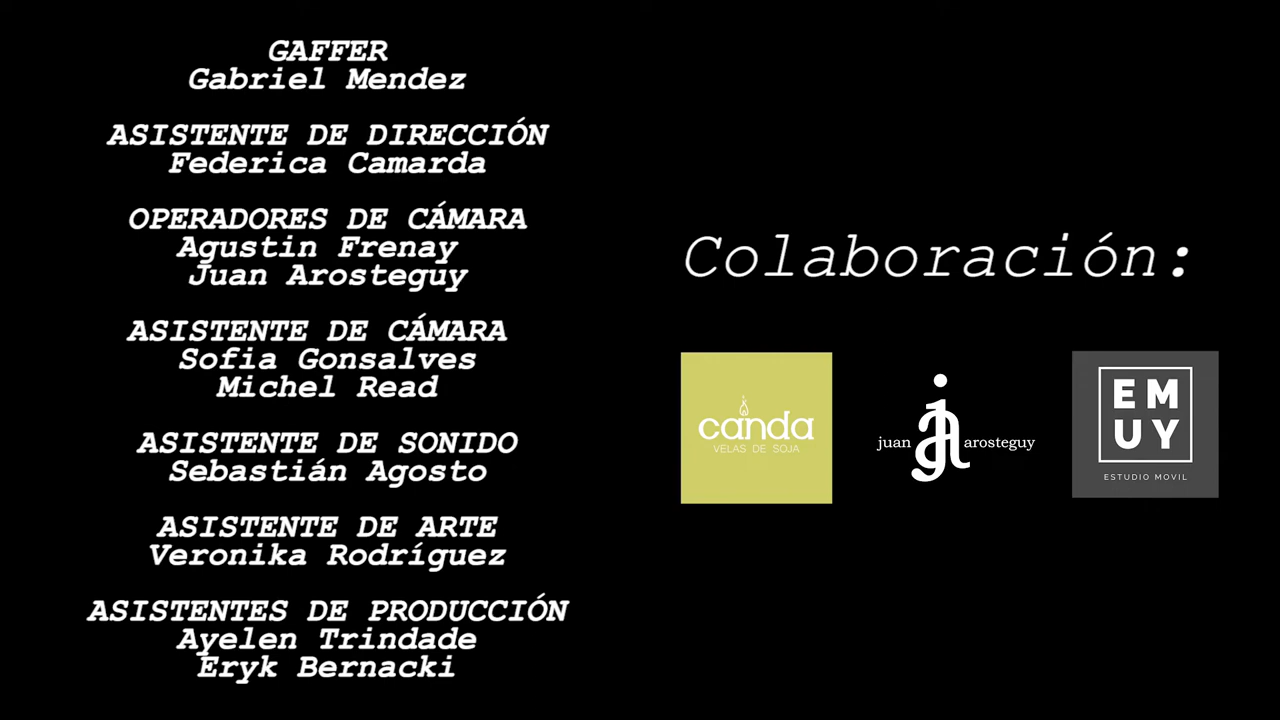 GAFFER
Gabriel Mendez
ASISTENTE DE DIRECCIÓN
Federica Camarda
OPERADORES DE CÁMARA
Agustin Frenay
Juan Arosteguy
ASISTENTE DE CÁMARA
Sofia Gonsalves
Michel Read
ASISTENTE DE SONIDO
Sebastián Agosto
ASISTENTE DE ARTE
Veronika Rodríguez
ASISTENTES DE PRODUCCIÓN
Ayelen Trindade
Eryk Bernacki
Colaboración:
canda
VELAS DE SOJA
juan ja arosteguy
EM
UY
ESTUDIO MOVIL